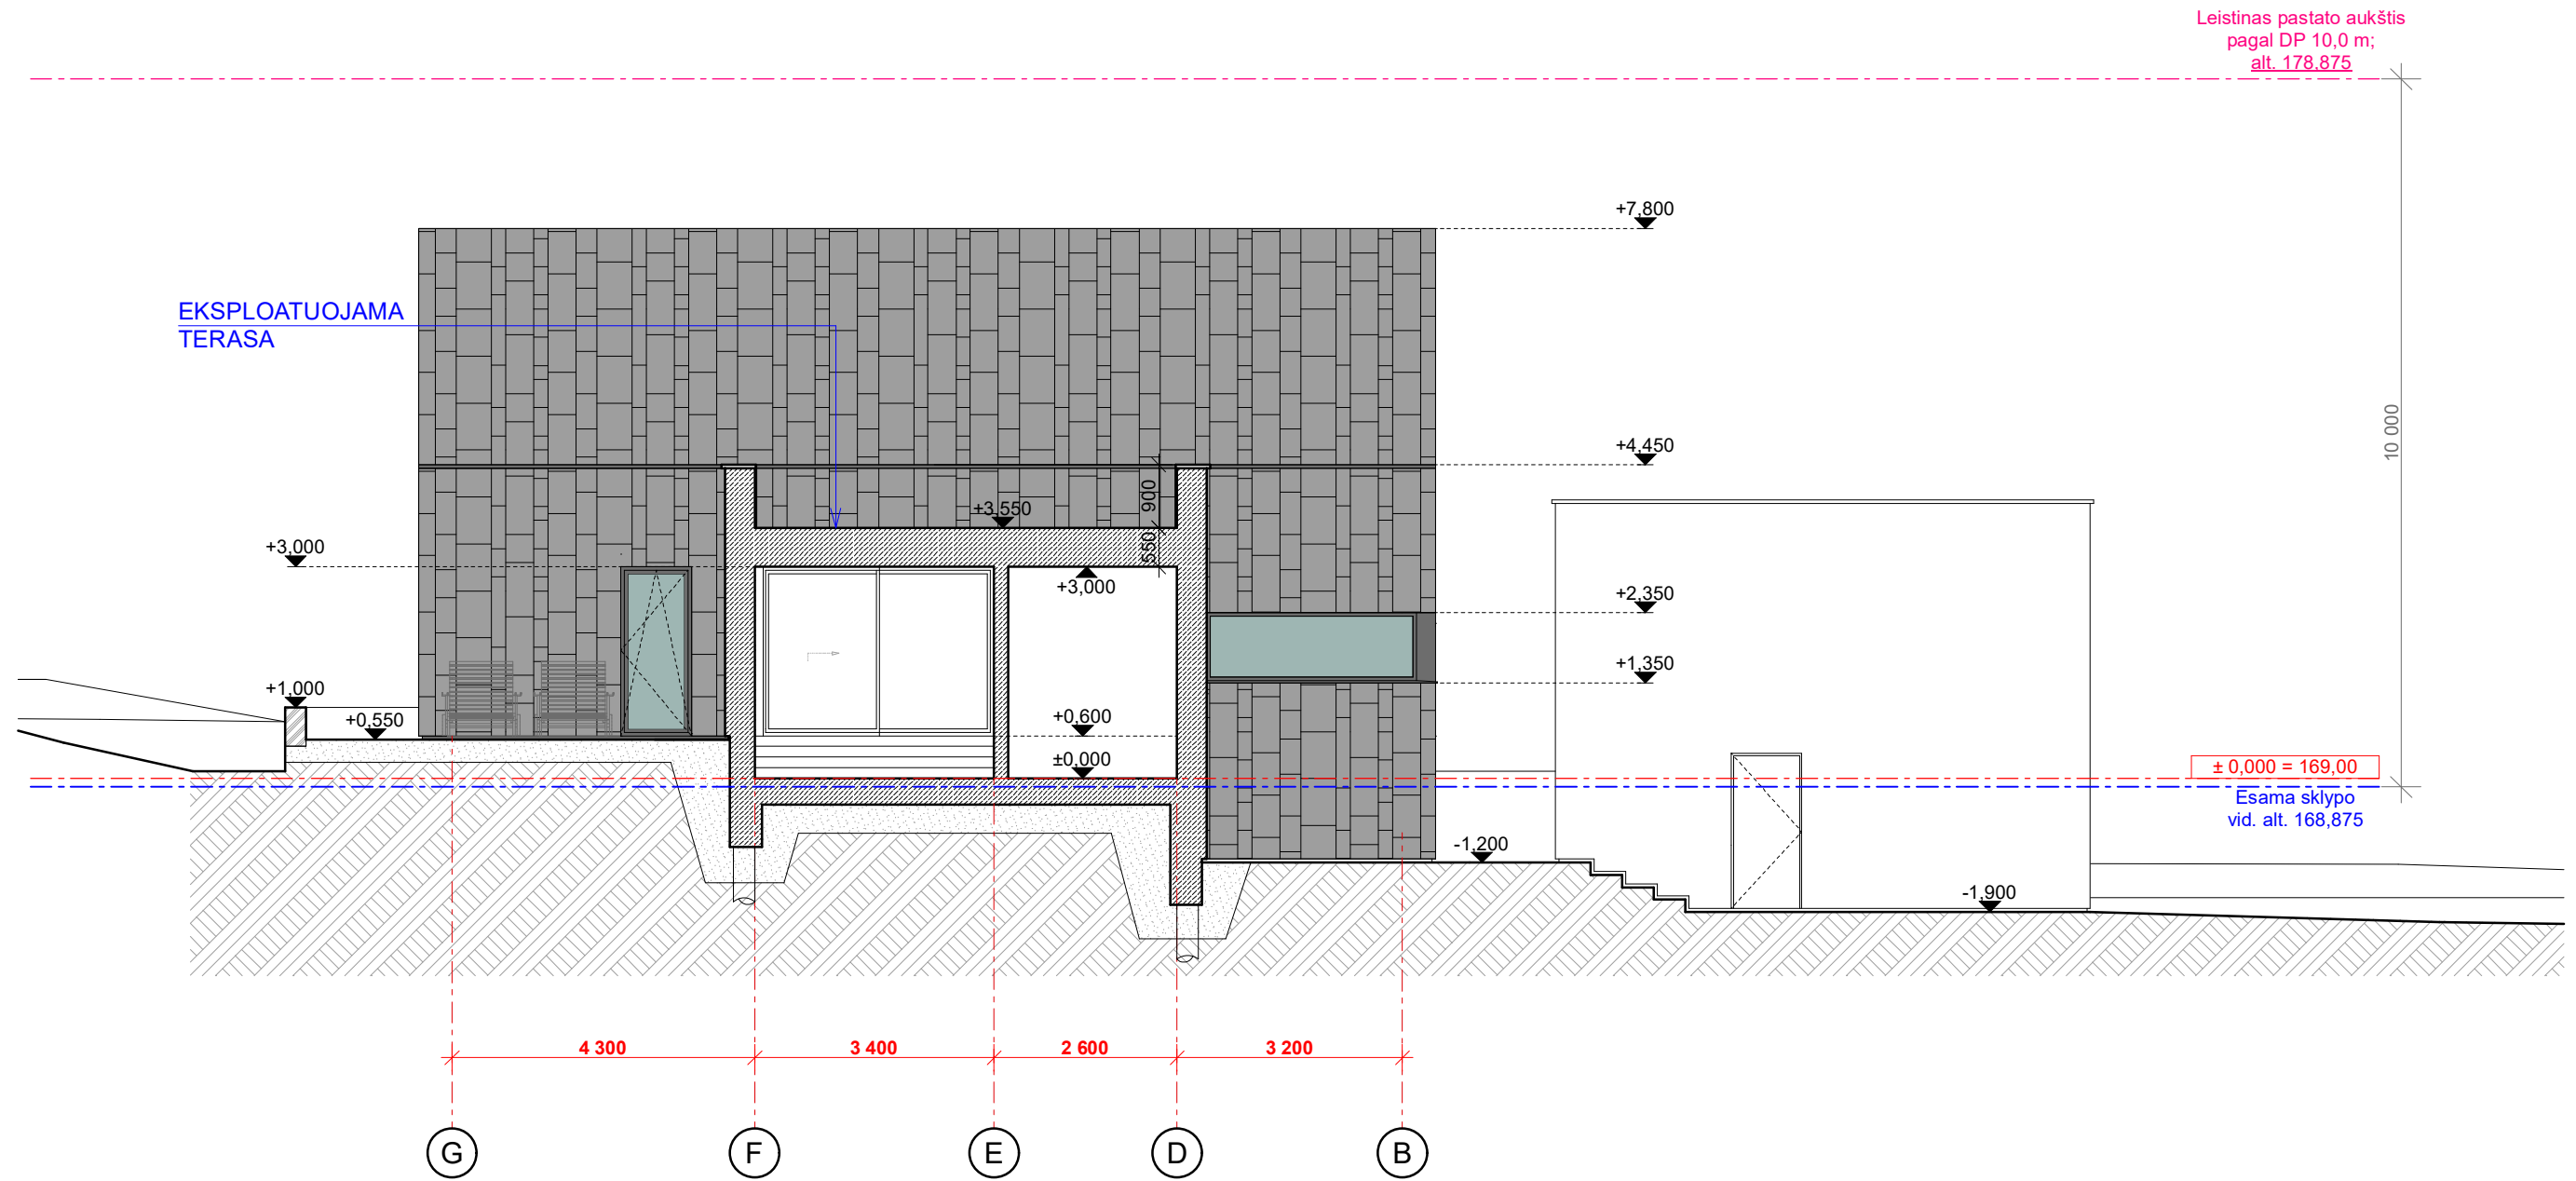 Leistinas pastato aukštis
pagal DP 10,0 m;
alt. 178,875
+7,800
EKSPLOATUOJAMA
TERASA
10 000
+4,450
900
+3,550
550
+3,000
+3,000
+2,350
+1,350
+1,000
+0,550
+0,600
±0,000
± 0,000 = 169,00
Esama sklypo
vid. alt. 168,875
-1,200
-1,900
4 300
3 400
2 600
3 200
G
F
E
D
B